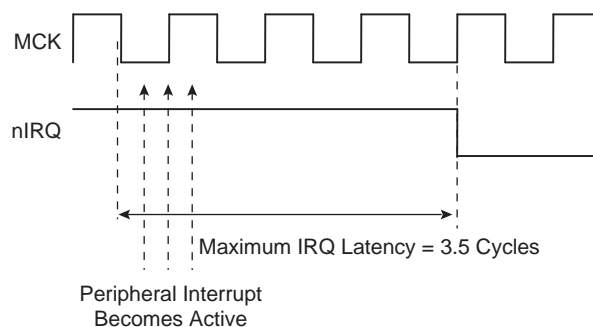 MCK
nIRQ
Maximum IRQ Latency = 3.5 Cycles
Peripheral Interrupt
Becomes Active